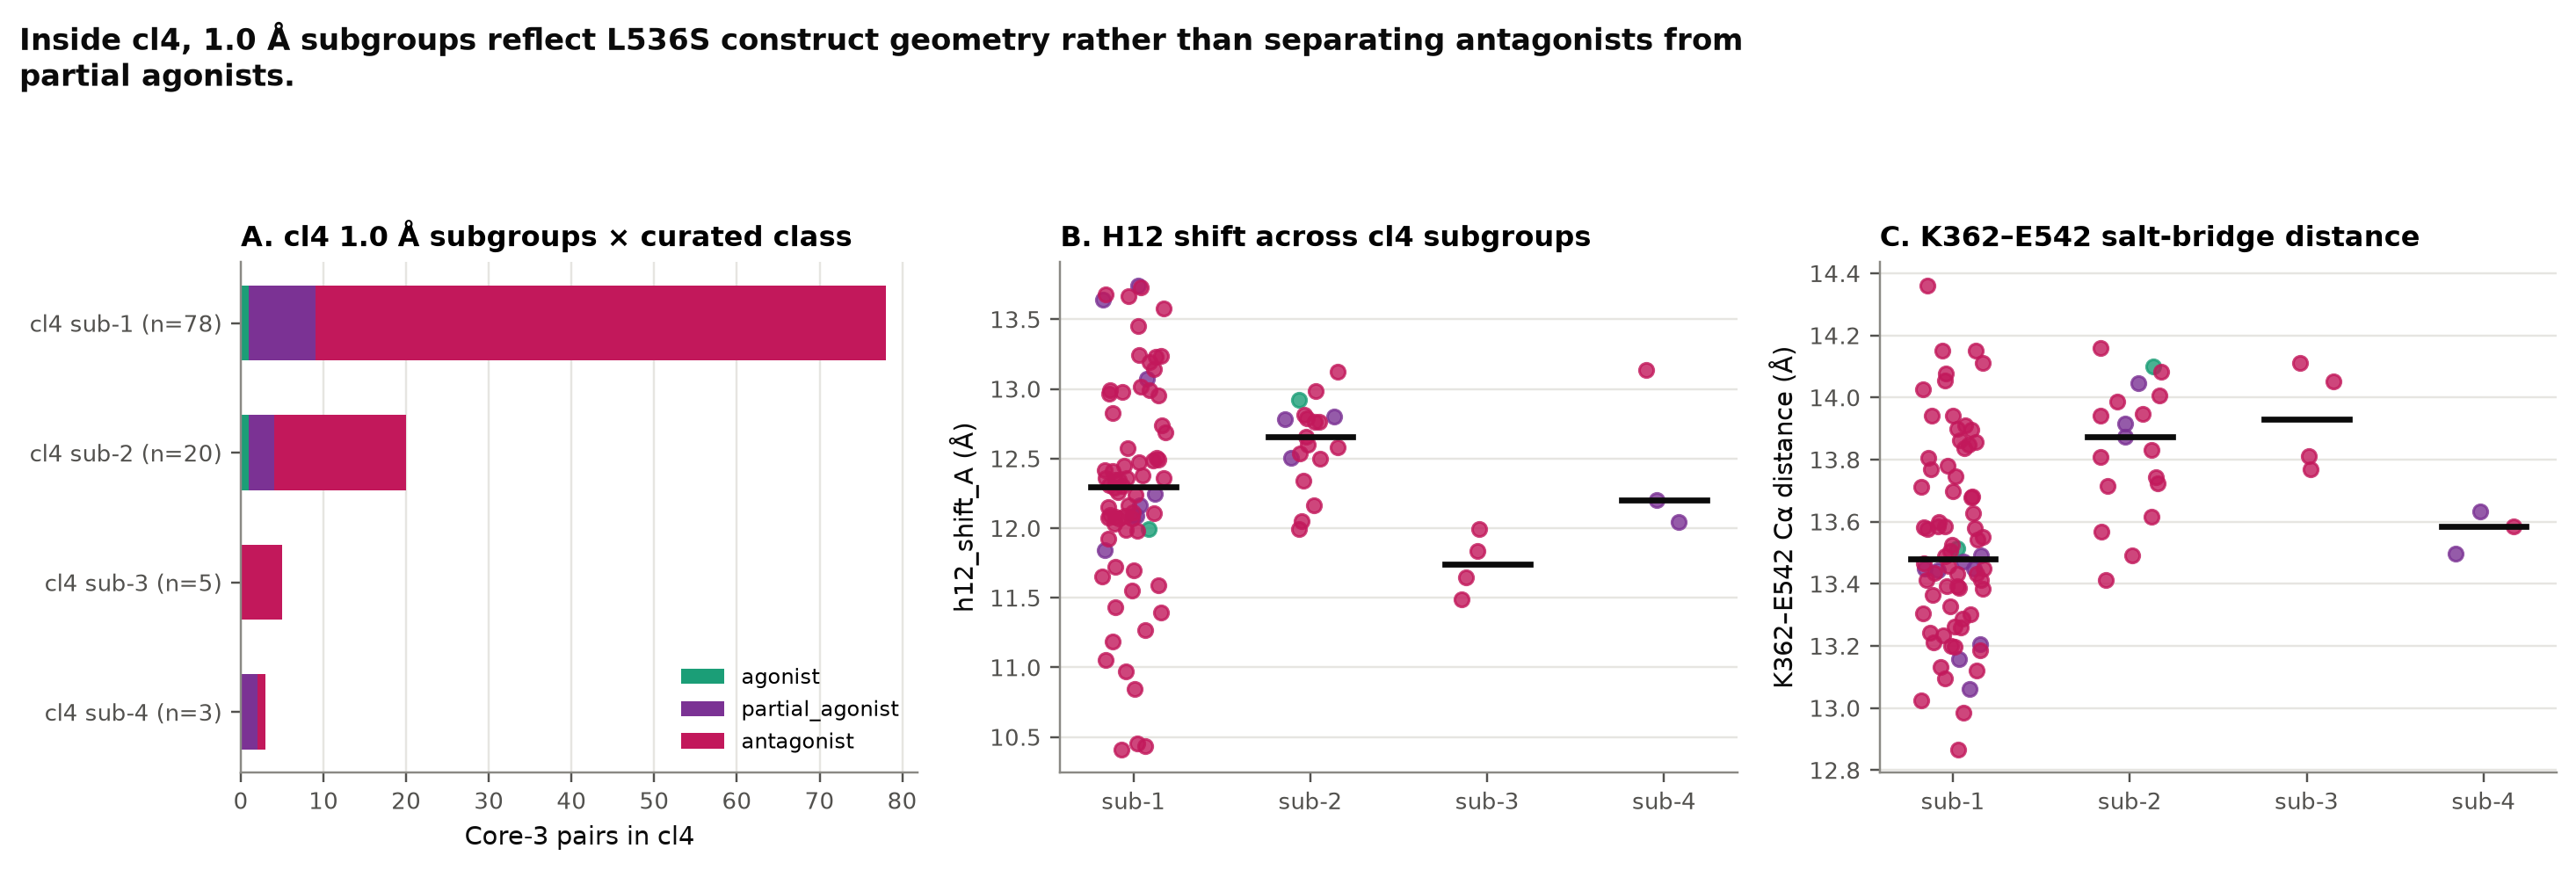 Inside cl4, 1.0 Å subgroups reflect L536S construct geometry rather than separating antagonists from
partial agonists.
A. cl4 1.0 Å subgroups × curated class
cl4 sub-1 (n=78)
cl4 sub-2 (n=20)
cl4 sub-3 (n=5)
cl4 sub-4 (n=3)
agonist
partial_agonist
antagonist
0 10 20 30 40 50 60 70 80
Core-3 pairs in cl4
B. H12 shift across cl4 subgroups
h12_shift_A (Å)
13.5
13.0
12.5
12.0
11.5
11.0
10.5
sub-1 sub-2 sub-3 sub-4
C. K362–E542 salt-bridge distance
K362–E542 Cα distance (Å)
14.4
14.2
14.0
13.8
13.6
13.4
13.2
13.0
12.8
sub-1 sub-2 sub-3 sub-4